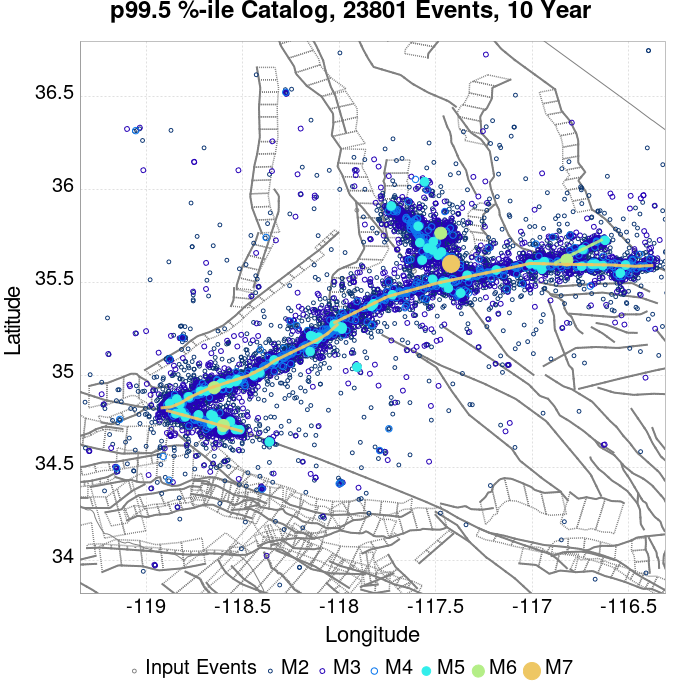 p99.5 %-ile Catalog, 23801 Events, 10 Year
36.5
36
35.5
35
34.5
34
Latitude
-119 -118.5 -118 -117.5 -117 -116.5
Longitude
Input Events M2 M3 M4 M5 M6 M7